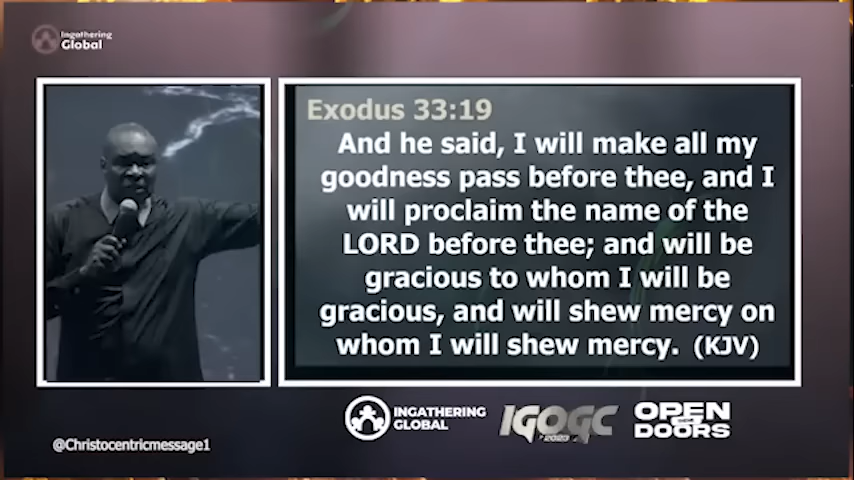 Ingathering
Global
Exodus 33:19
And he said, I will make all my
goodness pass before thee, and I
will proclaim the name of the
LORD before thee; and will be
gracious to whom I will be
gracious, and will shew mercy on
whom I will shew mercy. (KJV)
INGATHERING
GLOBAL
IGOGC
2023
OPEN
DOORS
@Christocentricmessage1